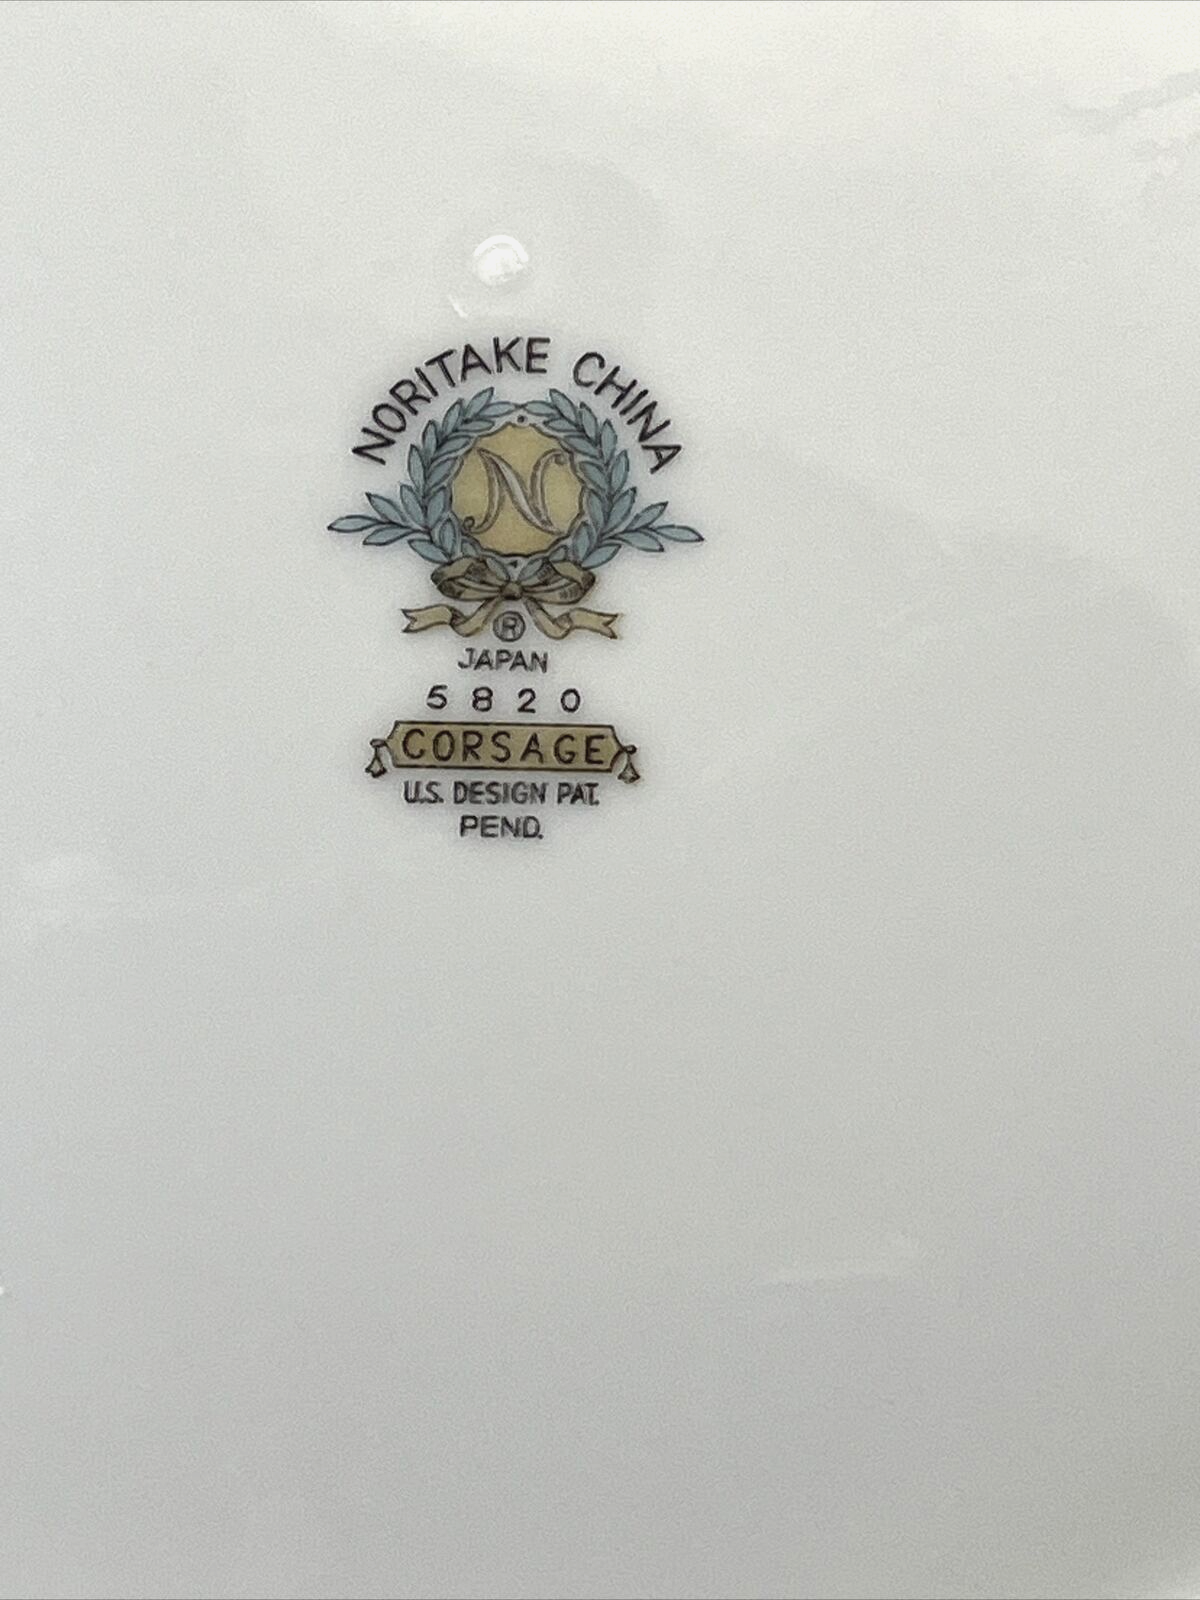 NORITAKE CHINA
N
®
JAPAN
5820
CORSAGE
U.S. DESIGN PAT.
PEND.